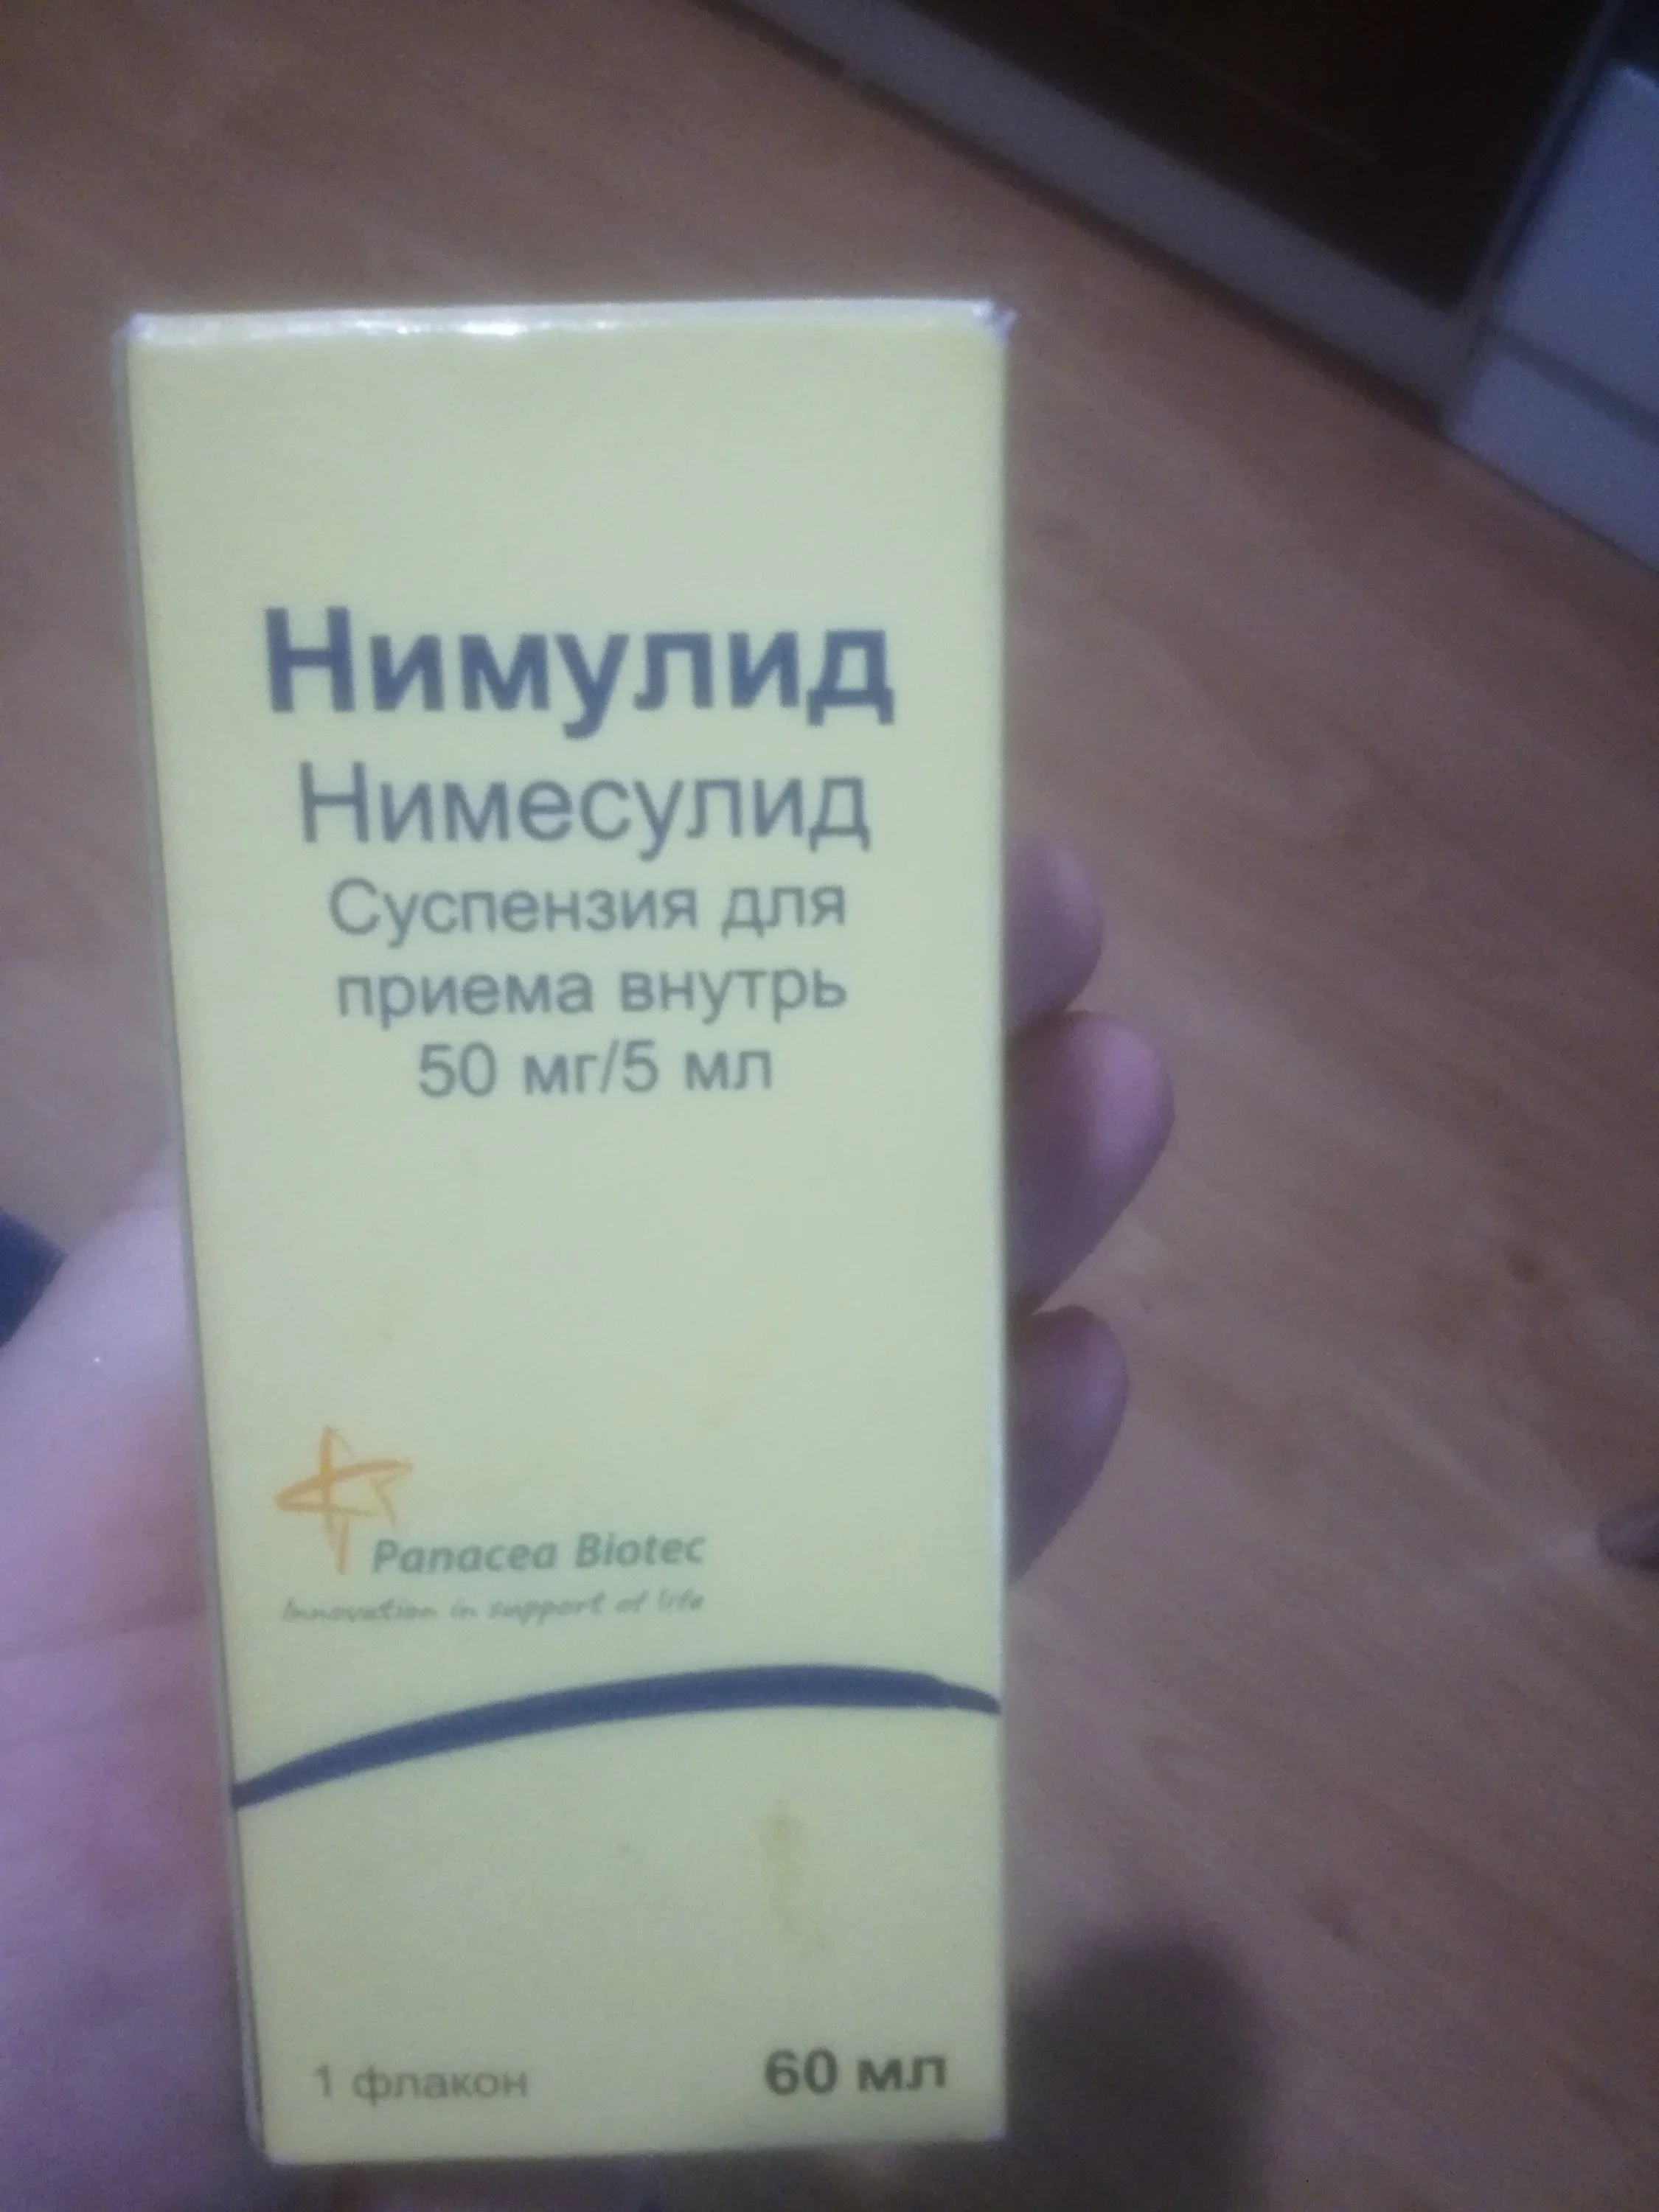 Нимулид
Нимесулид
Суспензия для
приема внутрь
50 мг/5 мл
Panacea Biotec
Innovation in support of life
1 флакон
60 мл